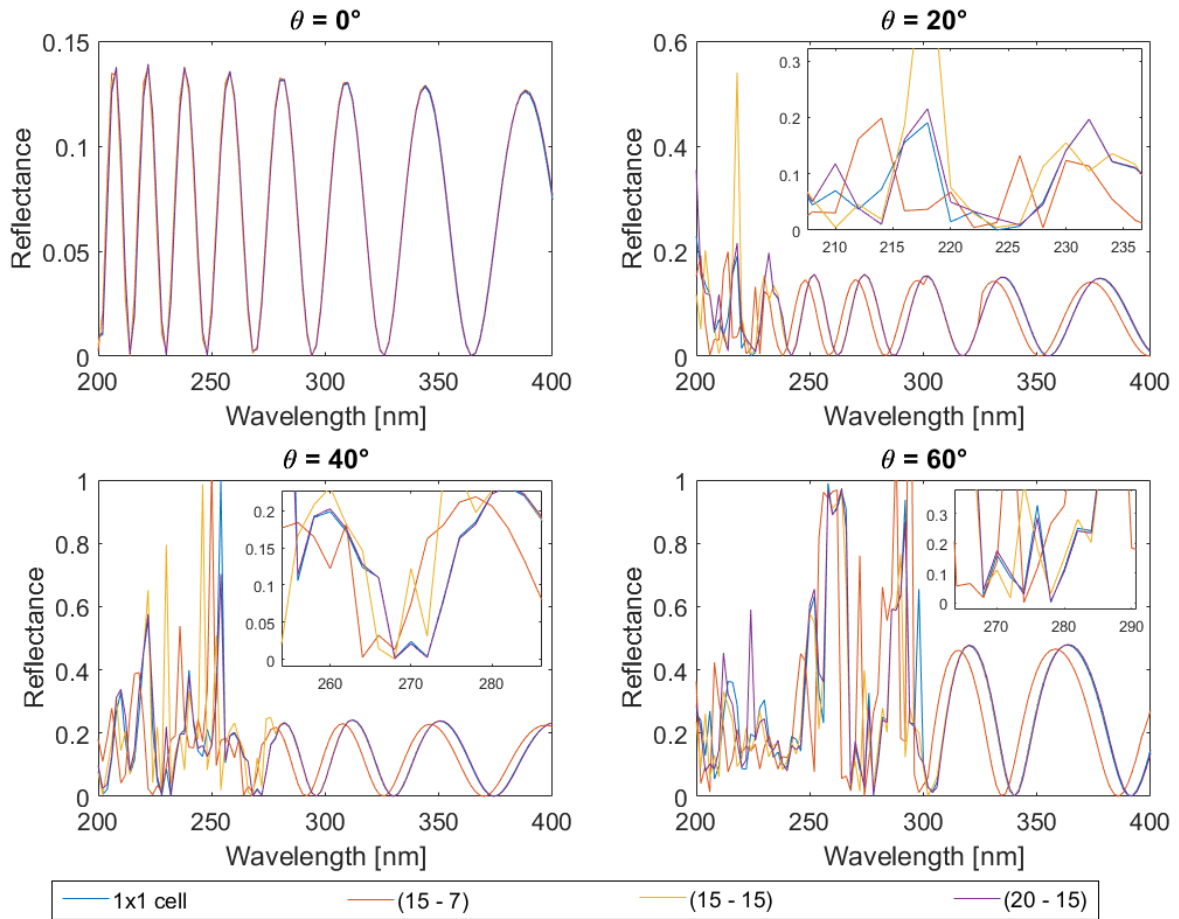 θ = 0°
0.15
0.1
0.05
0
Reflectance
200 250 300 350 400
Wavelength [nm]
θ = 20°
0.6
0.4
0.2
0
Reflectance
0.3
0.2
0.1
0
210 215 220 225 230 235
200 250 300 350 400
Wavelength [nm]
θ = 40°
1
0.8
0.6
0.4
0.2
0
Reflectance
0.2
0.15
0.1
0.05
0
260 270 280
200 250 300 350 400
Wavelength [nm]
θ = 60°
1
0.8
0.6
0.4
0.2
0
Reflectance
0.3
0.2
0.1
0
270 280 290
200 250 300 350 400
Wavelength [nm]
1x1 cell (15 - 7) (15 - 15) (20 - 15)